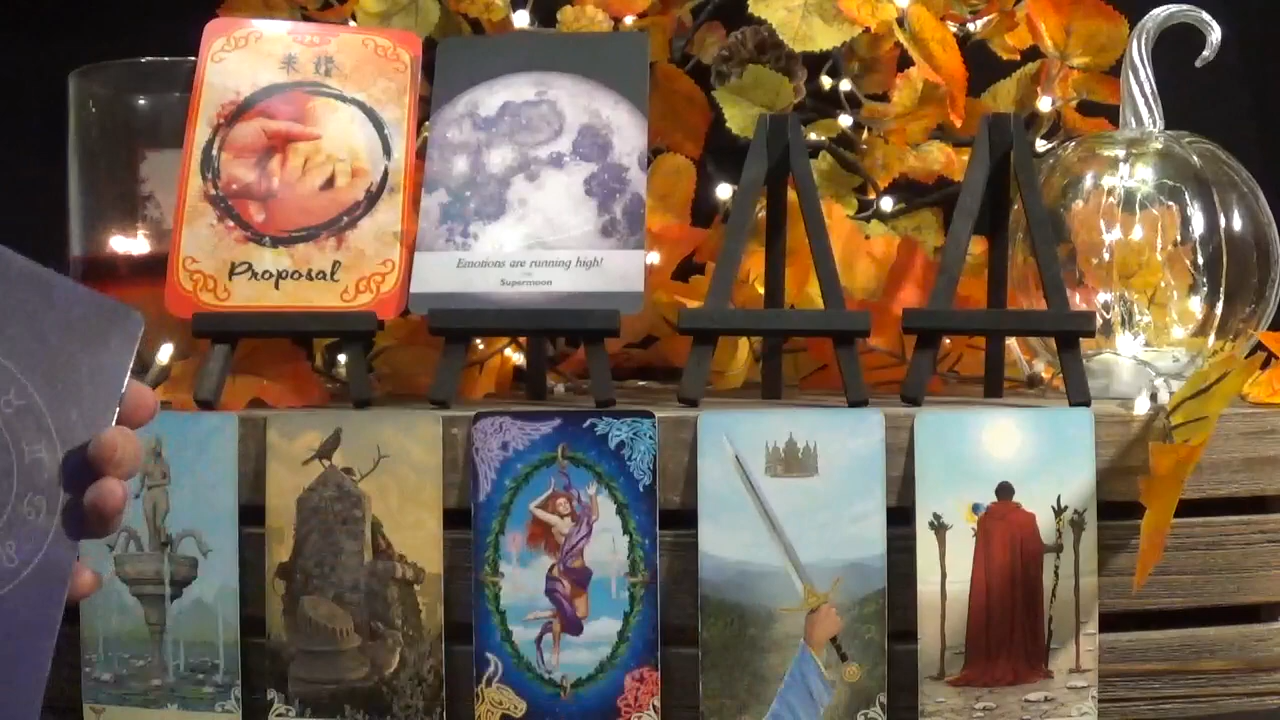 求婚
Proposal
Emotions are running high!
Supermoon